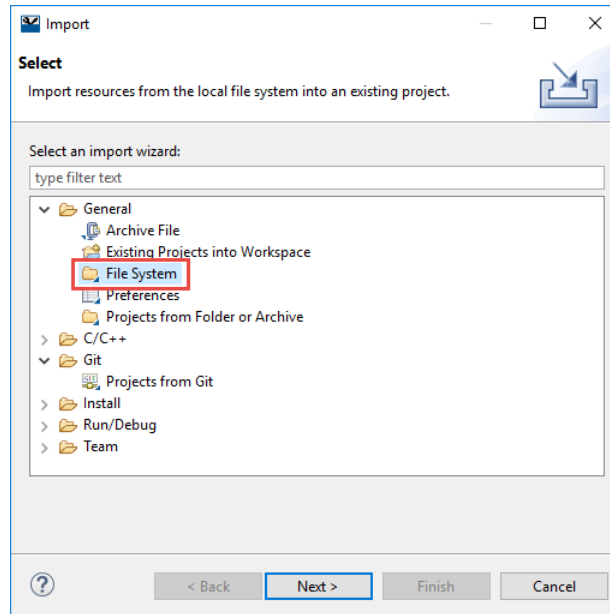 Import
Select
Import resources from the local file system into an existing project.
Select an import wizard:
type filter text
General
Archive File
Existing Projects into Workspace
File System
Preferences
Projects from Folder or Archive
C/C++
Git
GIT Projects from Git
Install
Run/Debug
Team
? < Back Next > Finish Cancel